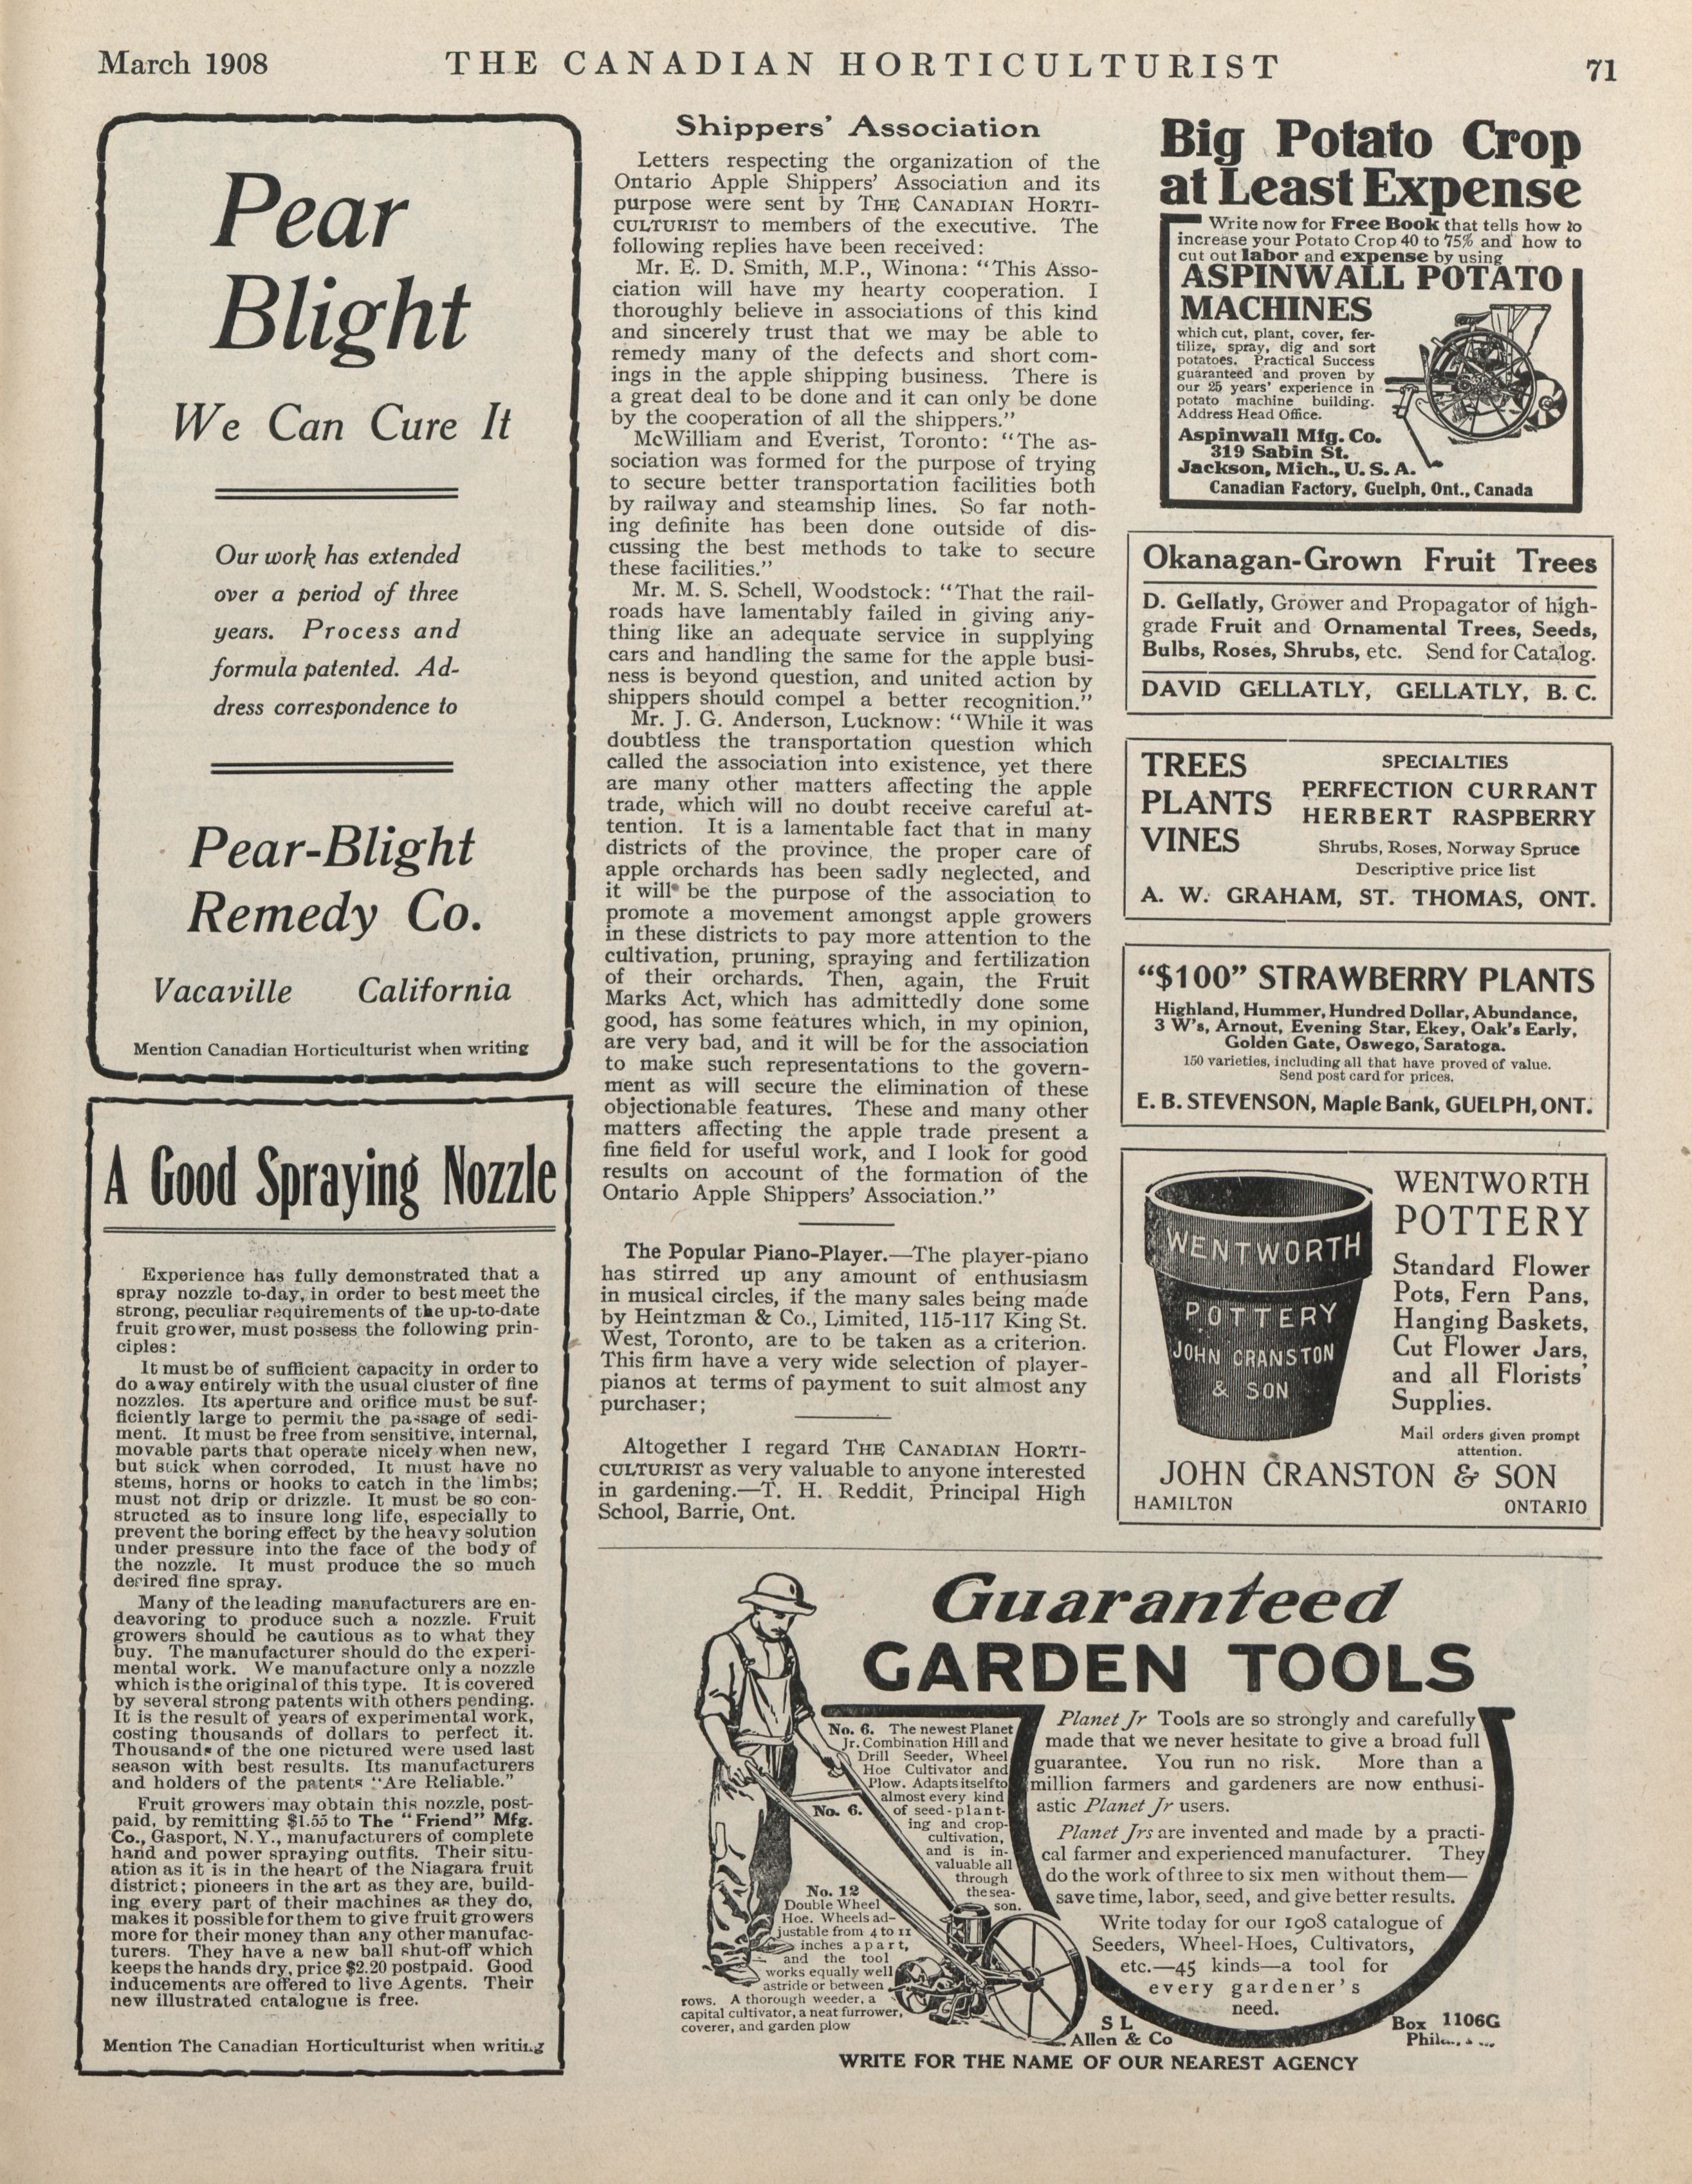 March 1908
THE CANADIAN HORTICULTURIST
71
Pear
Blight
We Can Cure It
Our work has extended
over a period of three
years. Process and
formula patented. Ad-
dress correspondence to
Pear-Blight
Remedy Co.
Vacaville California
Mention Canadian Horticulturist when writing
A Good Spraying Nozzle
Experience has fully demonstrated that a
spray nozzle to-day, in order to best meet the
strong, peculiar requirements of the up-to-date
fruit grower, must possess the following prin-
ciples:
It must be of sufficient capacity in order to
do away entirely with the usual cluster of fine
nozzles. Its aperture and orifice must be suf-
ficiently large to permit the passage of sedi-
ment. It must be free from sensitive, internal,
movable parts that operate nicely when new,
but stick when corroded. It must have no
stems, horns or hooks to catch in the limbs;
must not drip or drizzle. It must be so con-
structed as to insure long life, especially to
prevent the boring effect by the heavy solution
under pressure into the face of the body of
the nozzle. It must produce the so much
desired fine spray.
Many of the leading manufacturers are en-
deavoring to produce such a nozzle. Fruit
growers should be cautious as to what they
buy. The manufacturer should do the experi-
mental work. We manufacture only a nozzle
which is the original of this type. It is covered
by several strong patents with others pending.
It is the result of years of experimental work,
costing thousands of dollars to perfect it.
Thousands of the one pictured were used last
season with best results. Its manufacturers
and holders of the patents "Are Reliable."
Fruit growers may obtain this nozzle, post-
paid, by remitting $1.55 to The "Friend" Mfg.
Co., Gasport, N.Y., manufacturers of complete
hand and power spraying outfits. Their situ-
ation as it is in the heart of the Niagara fruit
district; pioneers in the art as they are, build-
ing every part of their machines as they do,
makes it possible for them to give fruit growers
more for their money than any other manufac-
turers. They have a new ball shut-off which
keeps the hands dry, price $2.20 postpaid. Good
inducements are offered to live Agents. Their
new illustrated catalogue is free.
Mention The Canadian Horticulturist when writing
Shippers' Association
Letters respecting the organization of the
Ontario Apple Shippers' Association and its
purpose were sent by THE CANADIAN HORTI-
CULTURIST to members of the executive. The
following replies have been received:
Mr. E. D. Smith, M.P., Winona: "This Asso-
ciation will have my hearty cooperation. I
thoroughly believe in associations of this kind
and sincerely trust that we may be able to
remedy many of the defects and short com-
ings in the apple shipping business. There is
a great deal to be done and it can only be done
by the cooperation of all the shippers."
McWilliam and Everist, Toronto: "The as-
sociation was formed for the purpose of trying
to secure better transportation facilities both
by railway and steamship lines. So far noth-
ing definite has been done outside of dis-
cussing the best methods to take to secure
these facilities."
Mr. M. S. Schell, Woodstock: "That the rail-
roads have lamentably failed in giving any-
thing like an adequate service in supplying
cars and handling the same for the apple busi-
ness is beyond question, and united action by
shippers should compel a better recognition."
Mr. J. G. Anderson, Lucknow: "While it was
doubtless the transportation question which
called the association into existence, yet there
are many other matters affecting the apple
trade, which will no doubt receive careful at-
tention. It is a lamentable fact that in many
districts of the province, the proper care of
apple orchards has been sadly neglected, and
it will be the purpose of the association to
promote a movement amongst apple growers
in these districts to pay more attention to the
cultivation, pruning, spraying and fertilization
of their orchards. Then, again, the Fruit
Marks Act, which has admittedly done some
good, has some features which, in my opinion,
are very bad, and it will be for the association
to make such representations to the govern-
ment as will secure the elimination of these
objectionable features. These and many other
matters affecting the apple trade present a
fine field for useful work, and I look for good
results on account of the formation of the
Ontario Apple Shippers' Association."
The Popular Piano-Player.—The player-piano
has stirred up any amount of enthusiasm
in musical circles, if the many sales being made
by Heintzman & Co., Limited, 115-117 King St.
West, Toronto, are to be taken as a criterion.
This firm have a very wide selection of player-
pianos at terms of payment to suit almost any
purchaser;
Altogether I regard THE CANADIAN HORTI-
CULTURIST as very valuable to anyone interested
in gardening.—T. H. Reddit, Principal High
School, Barrie, Ont.
Big Potato Crop
at Least Expense
Write now for Free Book that tells how to
increase your Potato Crop 40 to 75% and how to
cut out labor and expense by using
ASPINWALL POTATO
MACHINES
which cut, plant, cover, fer-
tilize, spray, dig and sort
potatoes. Practical Success
guaranteed and proven by
our 25 years' experience in
potato machine building.
Address Head Office.
Aspinwall Mfg. Co.
319 Sabin St.
Jackson, Mich., U. S. A.
Canadian Factory, Guelph, Ont., Canada
Okanagan-Grown Fruit Trees
D. Gellatly, Grower and Propagator of high-
grade Fruit and Ornamental Trees, Seeds,
Bulbs, Roses, Shrubs, etc. Send for Catalog.
DAVID GELLATLY, GELLATLY, B. C.
TREES
PLANTS
VINES
SPECIALTIES
PERFECTION CURRANT
HERBERT RASPBERRY
Shrubs, Roses, Norway Spruce
Descriptive price list
A. W. GRAHAM, ST. THOMAS, ONT.
"$100" STRAWBERRY PLANTS
Highland, Hummer, Hundred Dollar, Abundance,
3 W's, Arnout, Evening Star, Ekey, Oak's Early,
Golden Gate, Oswego, Saratoga.
150 varieties, including all that have proved of value.
Send post card for prices.
E. B. STEVENSON, Maple Bank, GUELPH, ONT.
WENTWORTH
POTTERY
JOHN CRANSTON
& SON
WENTWORTH
POTTERY
Standard Flower
Pots, Fern Pans,
Hanging Baskets,
Cut Flower Jars,
and all Florists'
Supplies.
Mail orders given prompt
attention.
JOHN CRANSTON & SON
HAMILTON ONTARIO
Guaranteed
GARDEN TOOLS
No. 6. The newest Planet
Jr. Combination Hill and
Drill Seeder, Wheel
Hoe Cultivator and
Plow. Adapts itself to
almost every kind
of seed-plant-
ing and crop-
cultivation,
and is in-
valuable all
through
the sea-
son.
No. 6.
No. 12
Double Wheel
Hoe. Wheels ad-
justable from 4 to 11
inches apart,
and the tool
works equally well
astride or between
rows. A thorough weeder, a
capital cultivator, a neat furrower,
coverer, and garden plow
Planet Jr Tools are so strongly and carefully
made that we never hesitate to give a broad full
guarantee. You run no risk. More than a
million farmers and gardeners are now enthusi-
astic Planet Jr users.
Planet Jrs are invented and made by a practi-
cal farmer and experienced manufacturer. They
do the work of three to six men without them—
save time, labor, seed, and give better results.
Write today for our 1908 catalogue of
Seeders, Wheel-Hoes, Cultivators,
etc.—45 kinds—a tool for
every gardener's
need.
S L
Allen & Co
Box 1106G
WRITE FOR THE NAME OF OUR NEAREST AGENCY